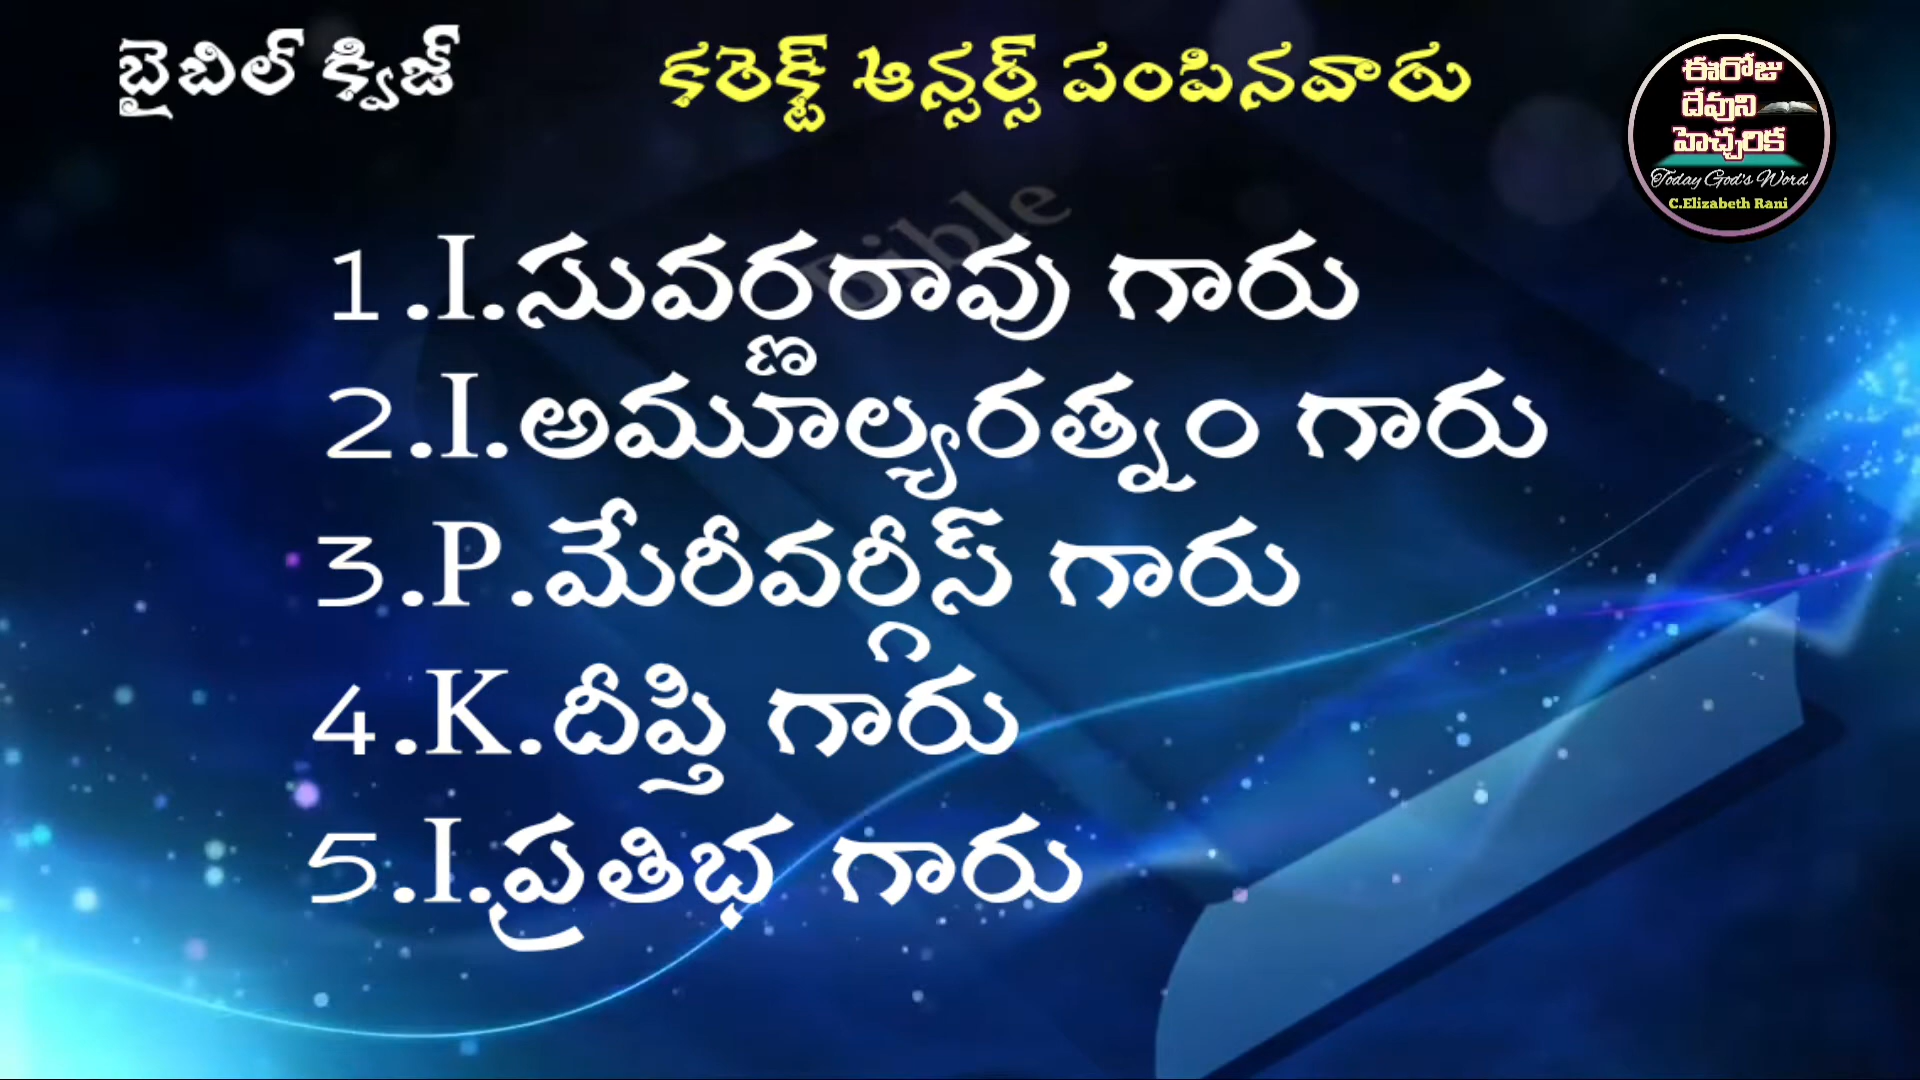 బైబిల్ క్విజ్ కరెక్ట్ ఆన్సర్స్ పంపినవారు
ఈరోజు
దేవుని
హెచ్చరిక
Today God's Word
C.Elizabeth Rani
Bible
1.I.సువర్ణరావు గారు
2.I.అమూల్యరత్నం గారు
3.P.మేరీవర్గీస్ గారు
4.K.దీప్తి గారు
5.I.ప్రతిభ గారు